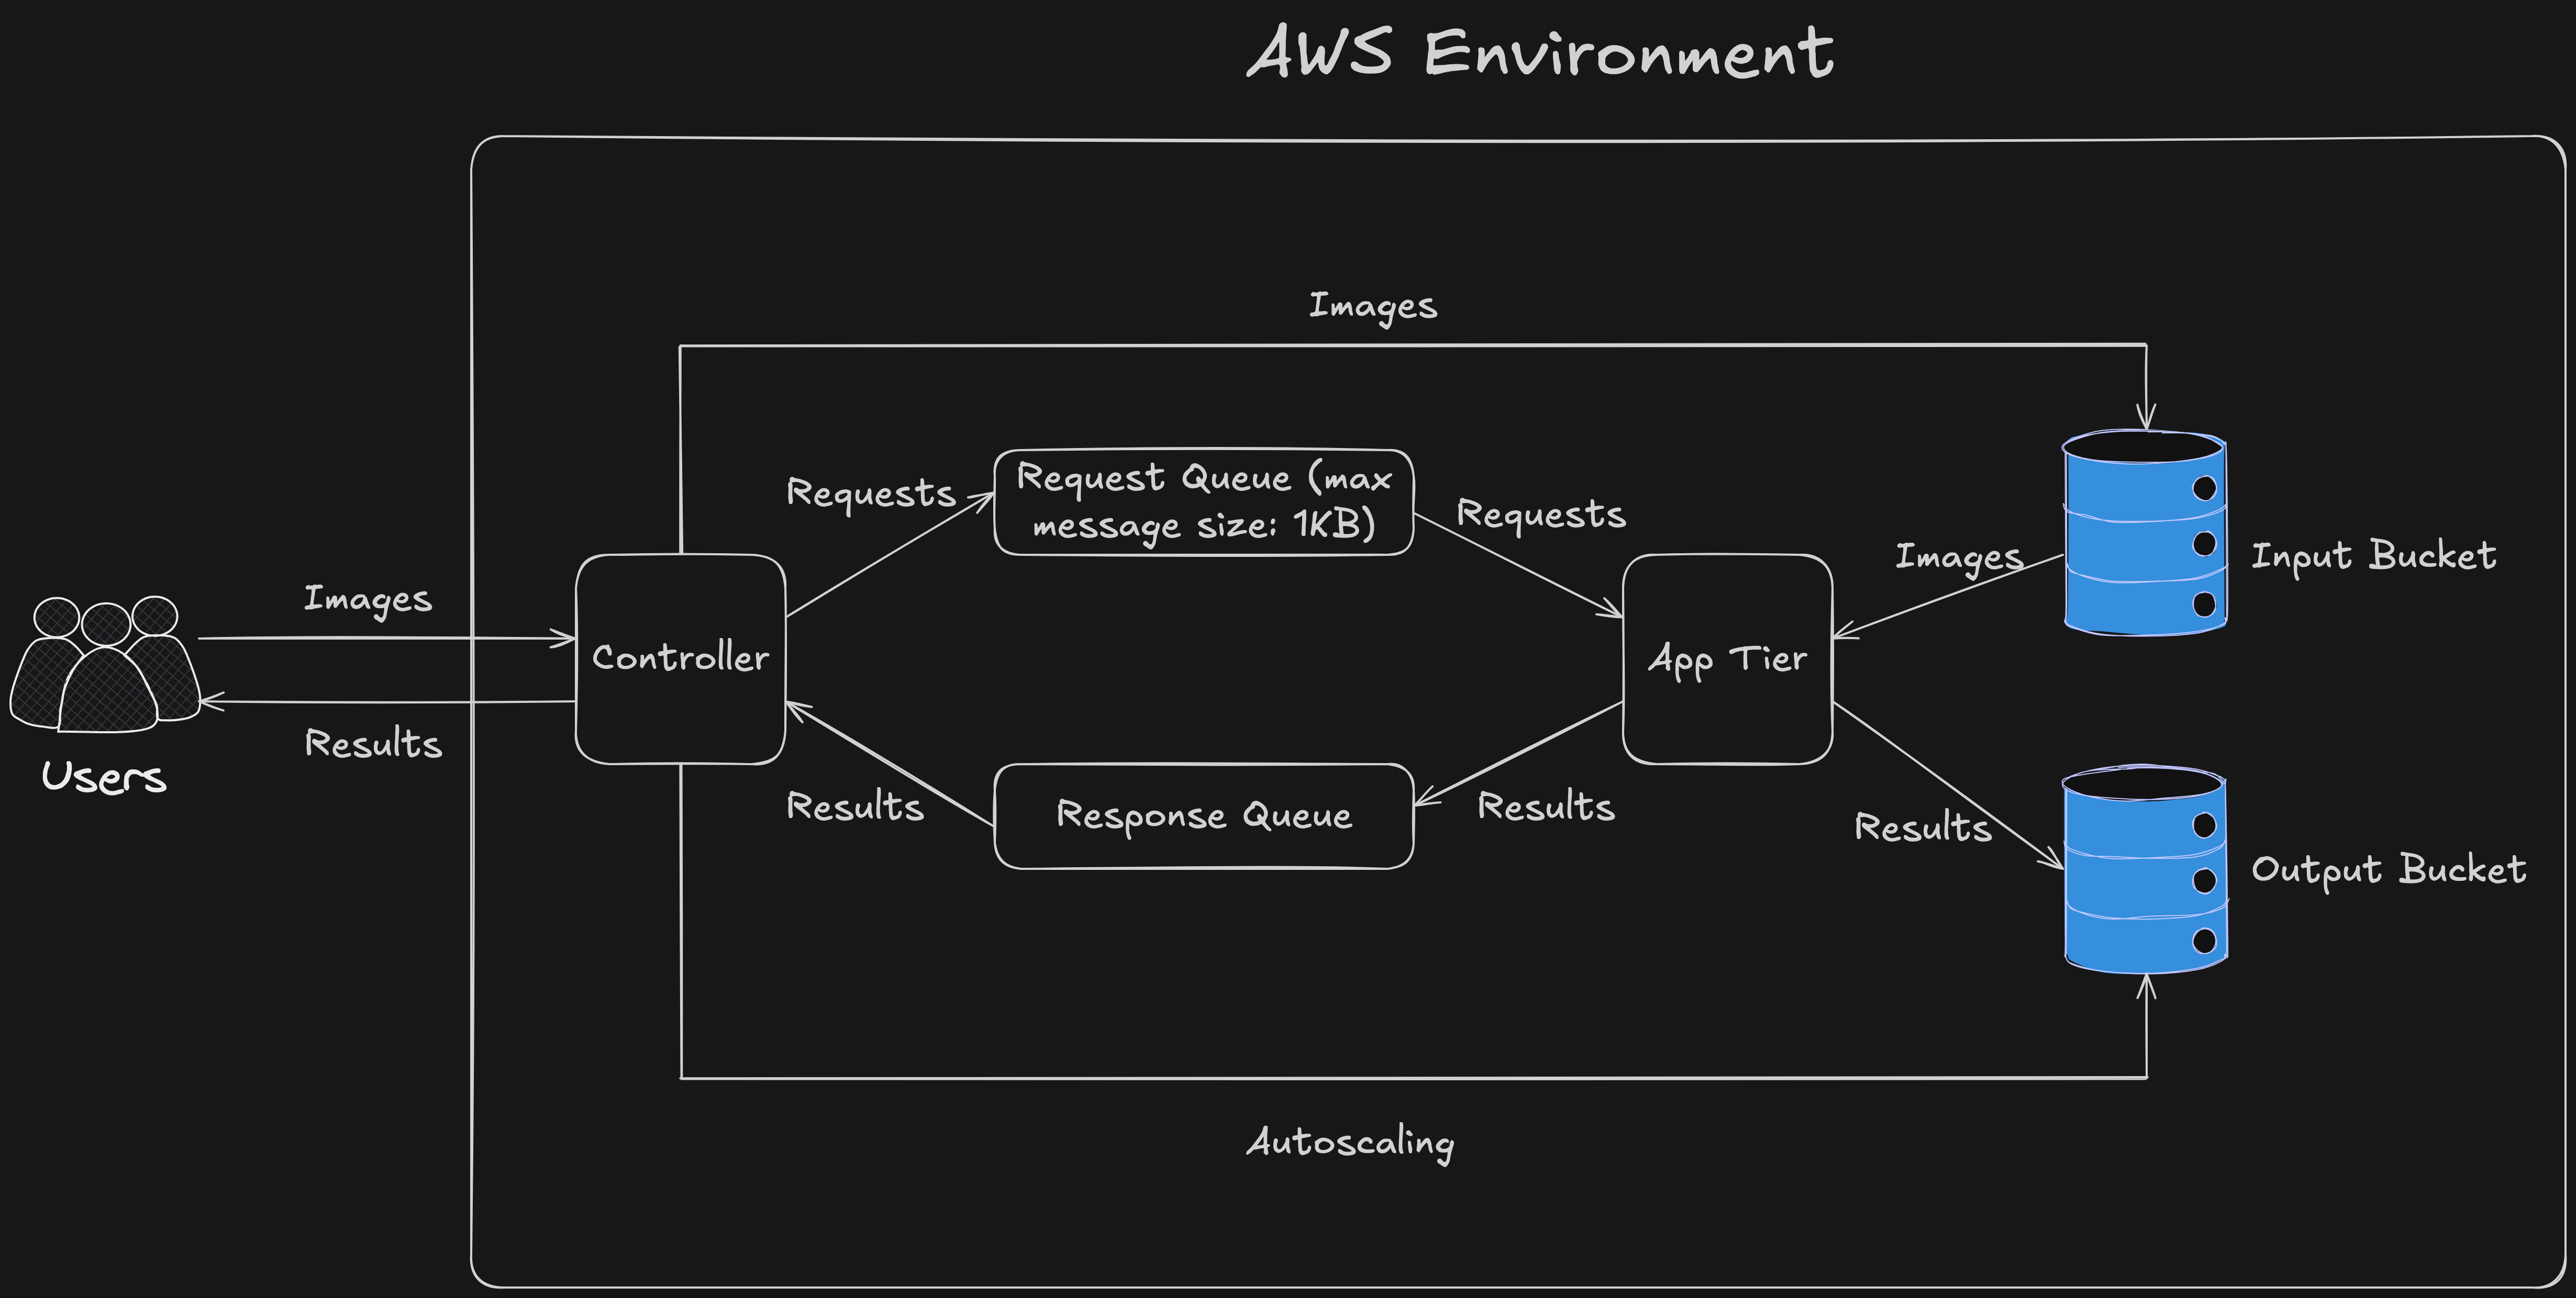 AWS Environment
Images
Requests
Request Queue (max
message size: 1KB)
Requests
Images
Input Bucket
Images
Controller
App Tier
Results
Users
Results
Response Queue
Results
Results
Output Bucket
Autoscaling